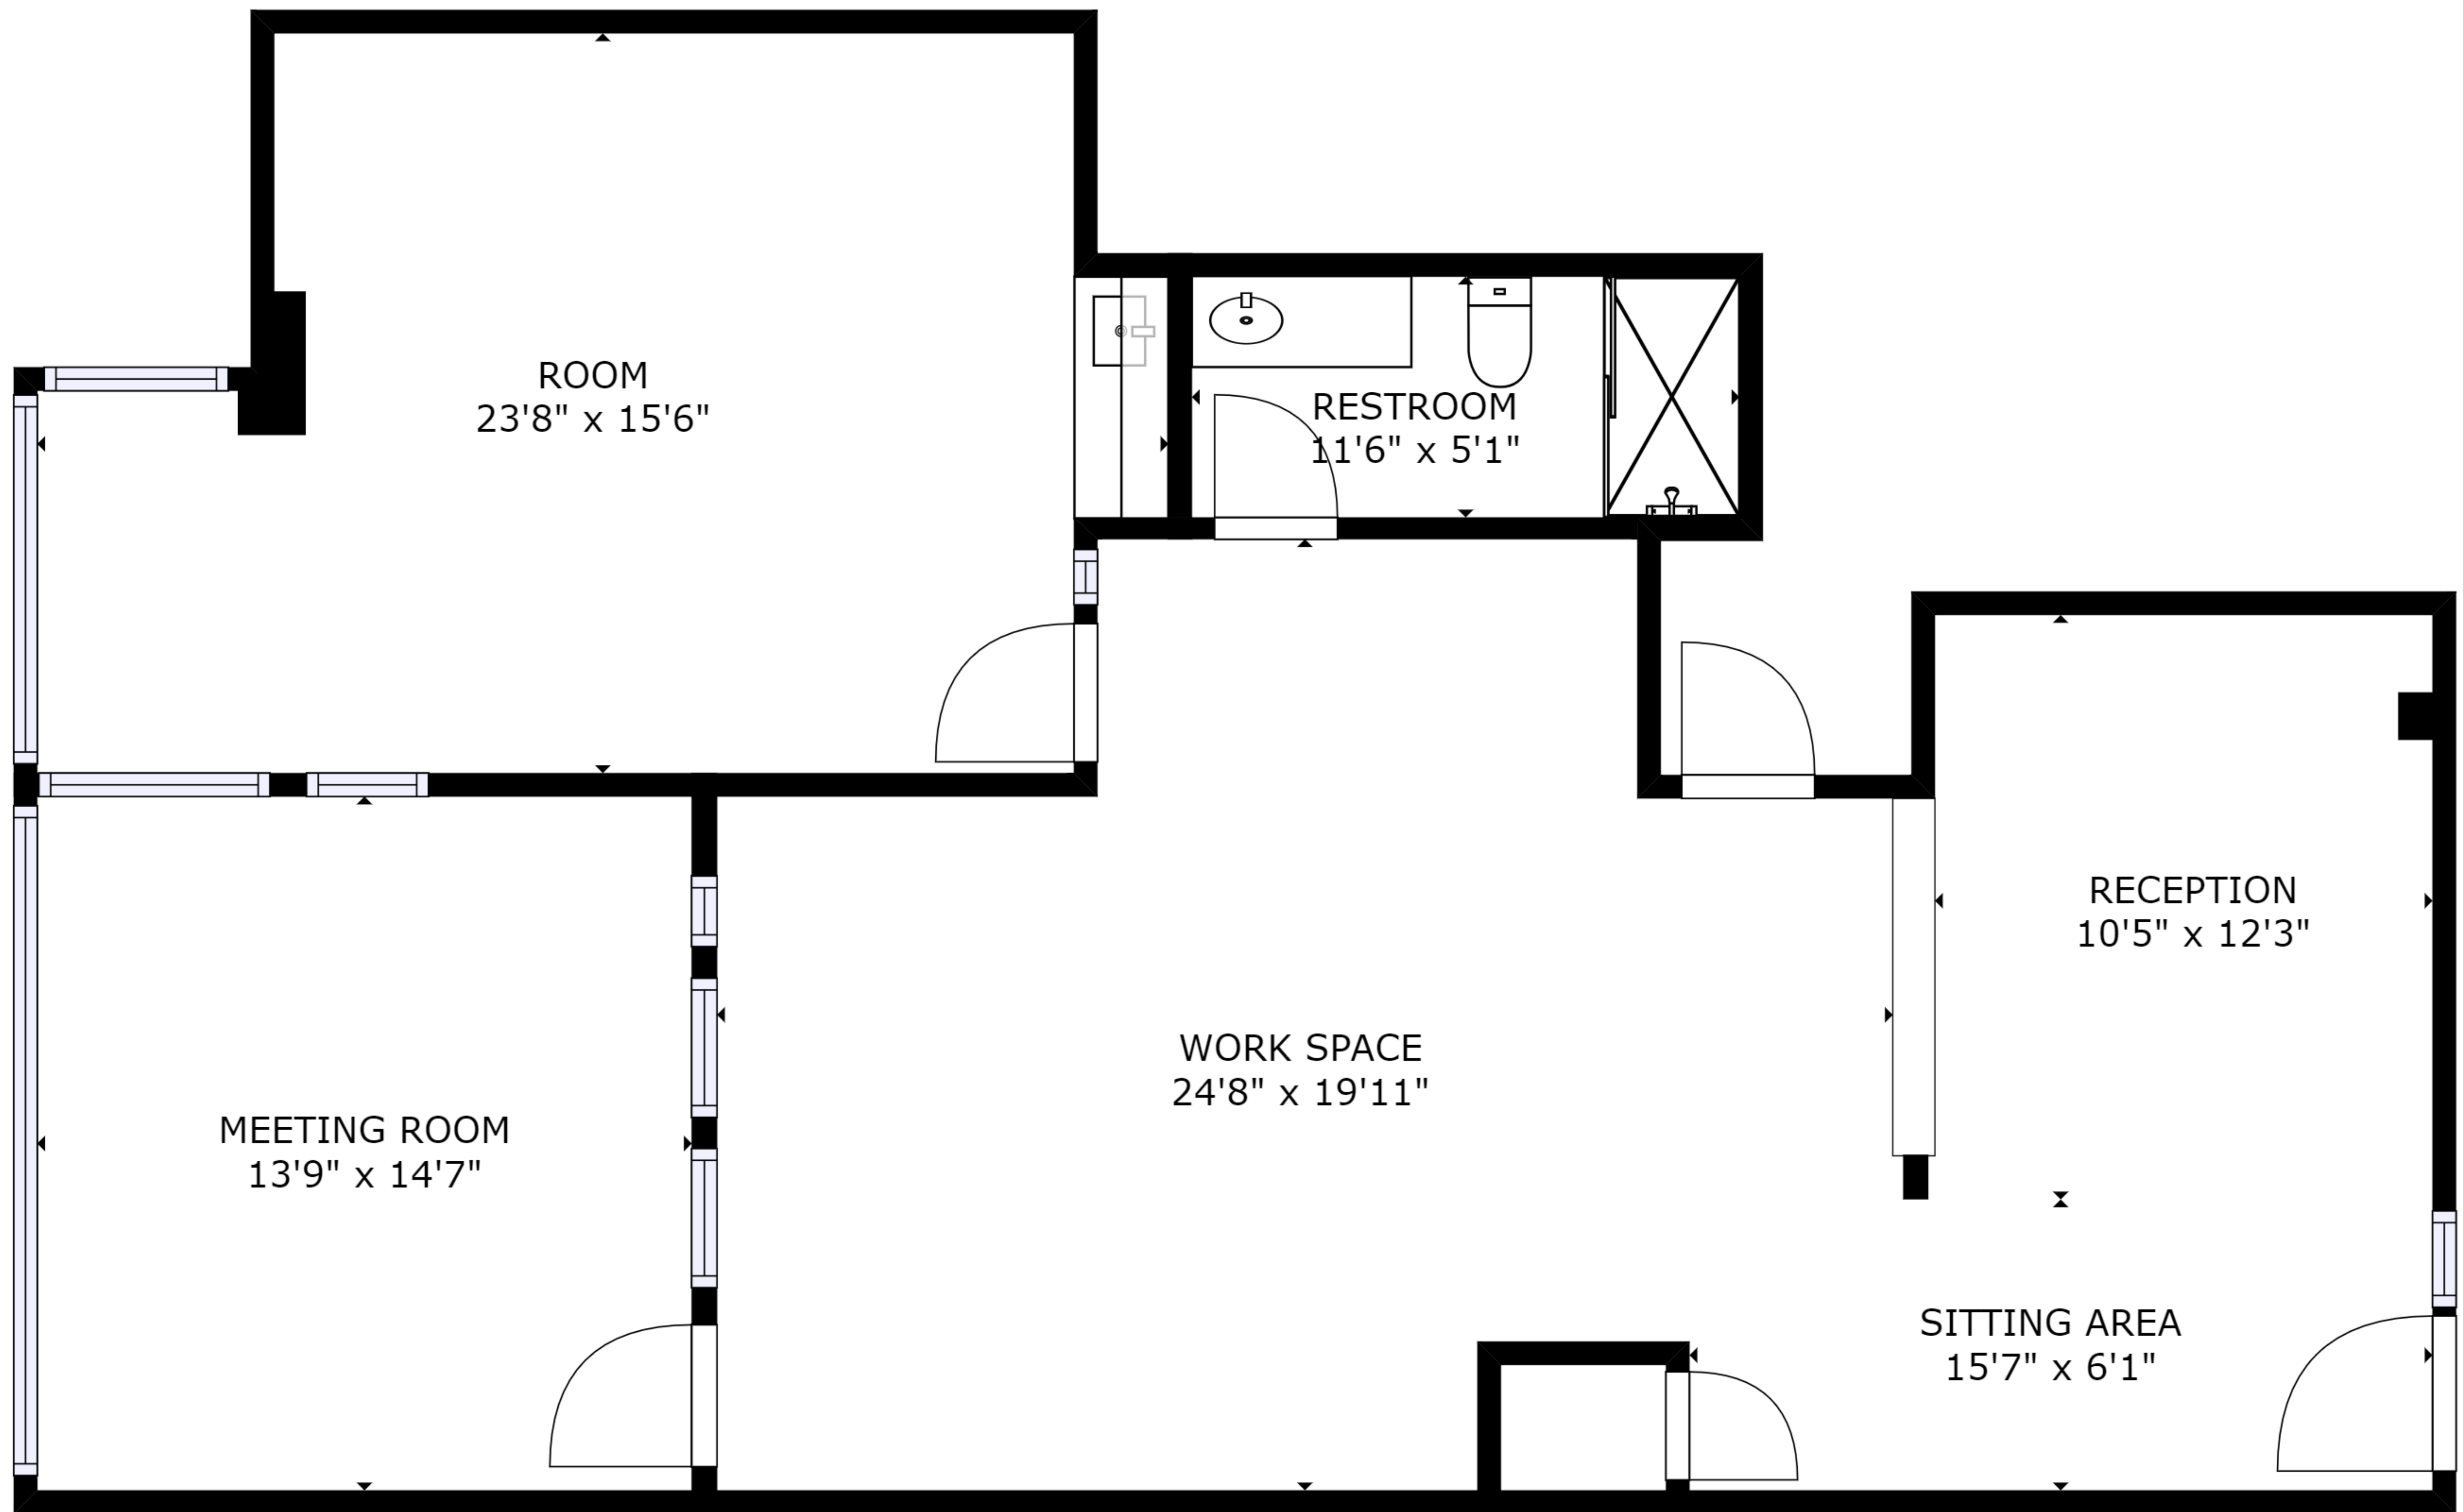 ROOM
23'8" x 15'6"
RESTROOM
11'6" x 5'1"
RECEPTION
10'5" x 12'3"
WORK SPACE
24'8" x 19'11"
MEETING ROOM
13'9" x 14'7"
SITTING AREA
15'7" x 6'1"